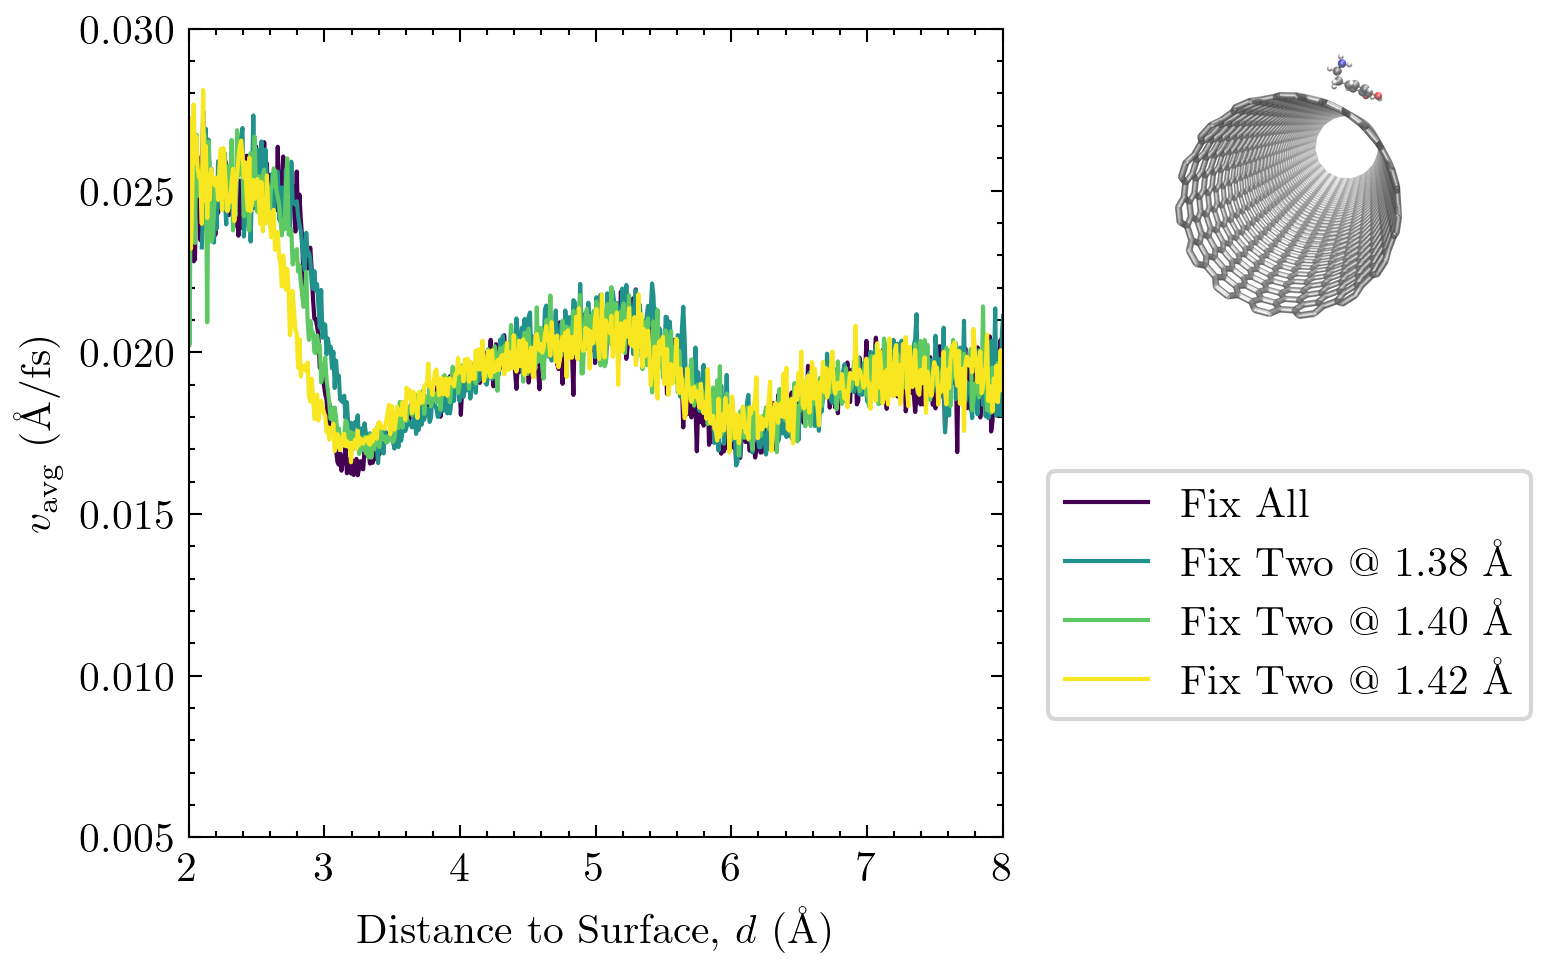 0.030
0.025
0.020
0.015
0.010
0.005
v_avg (Å/fs)
2 3 4 5 6 7 8
Distance to Surface, d (Å)
Fix All
Fix Two @ 1.38 Å
Fix Two @ 1.40 Å
Fix Two @ 1.42 Å